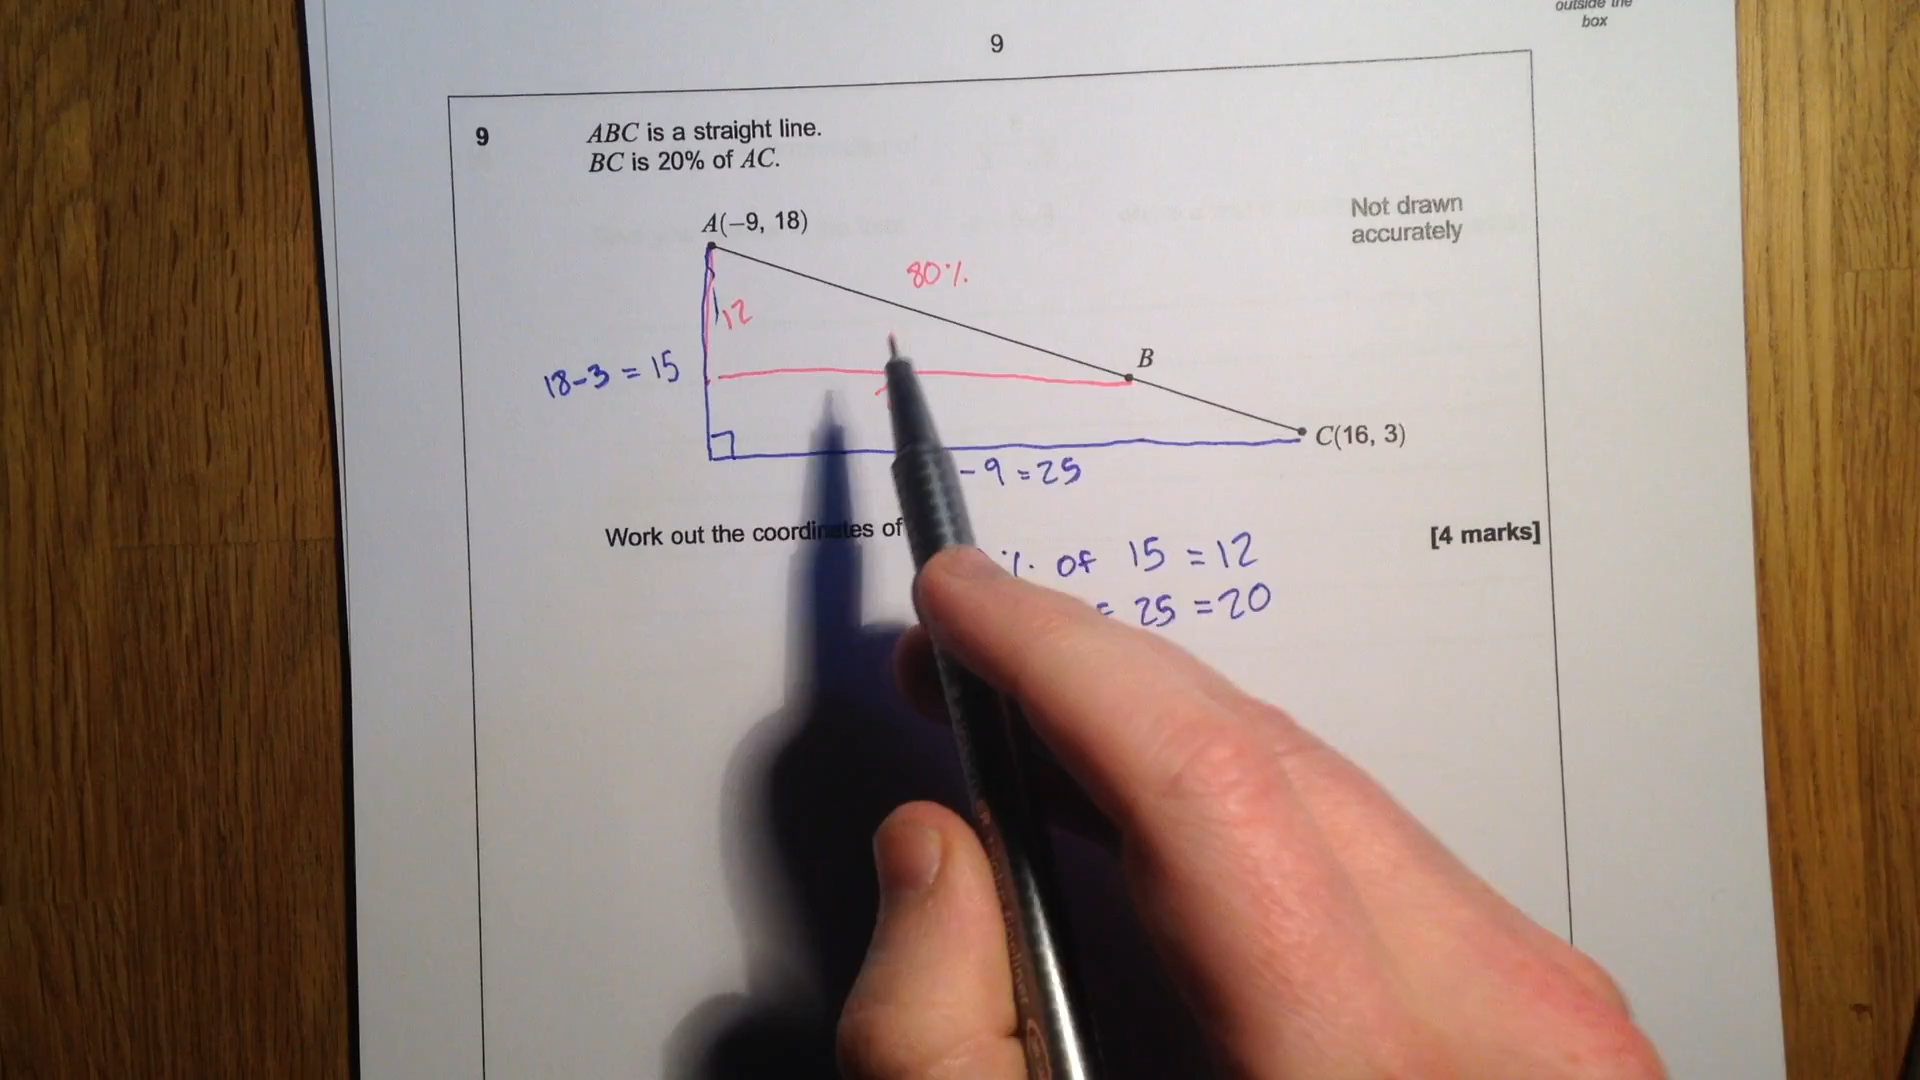 outside the
box
9
9
ABC is a straight line.
BC is 20% of AC.
Not drawn
accurately
A(−9, 18)
80%
12
B
18-3 = 15
C(16, 3)
- 9 = 25
Work out the coordinates of
[4 marks]
%. of 15 = 12
25 = 20